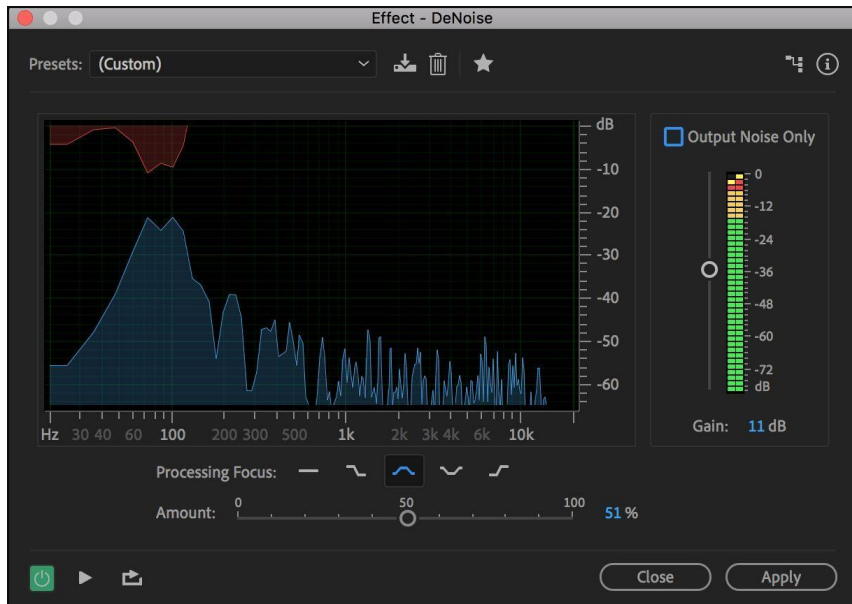 Effect - DeNoise
Presets: (Custom)
dB
-10
-20
-30
-40
-50
-60
Hz 30 40 60 100 200 300 500 1k 2k 3k 4k 6k 10k
Output Noise Only
0
-12
-24
-36
-48
-60
-72
dB
Gain: 11 dB
Processing Focus:
0 50 100
Amount: 51 %
Close Apply